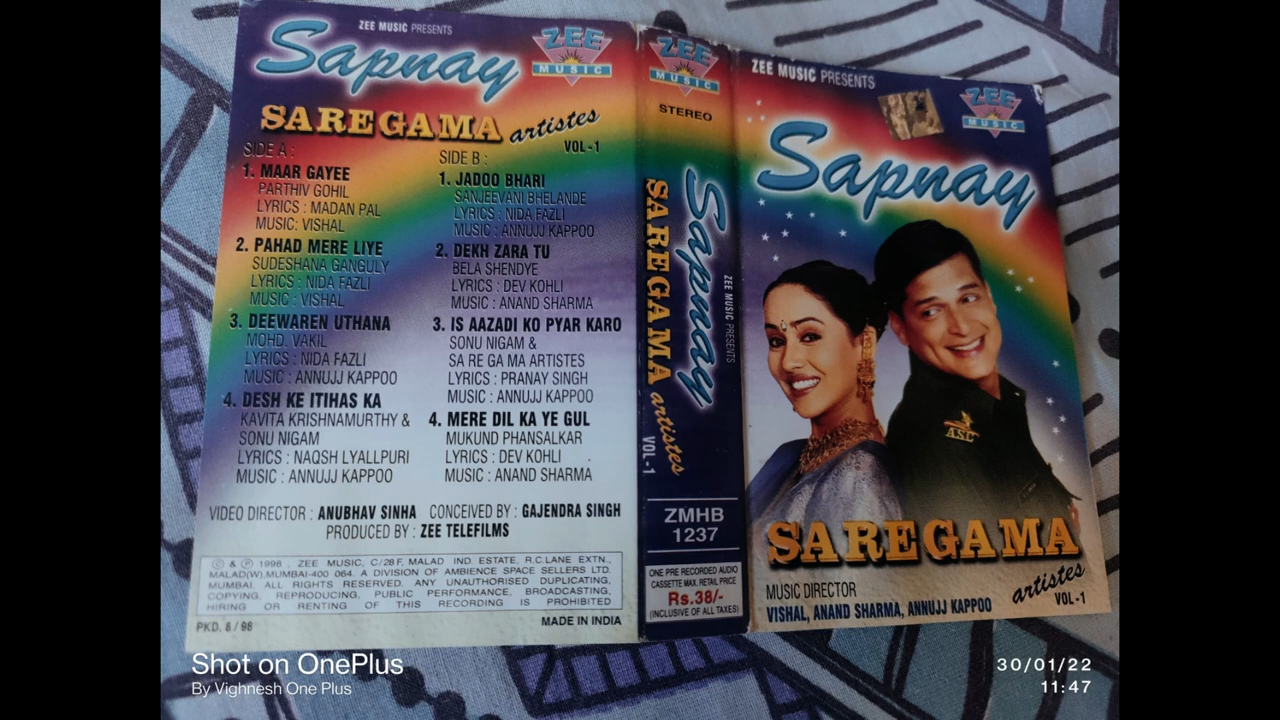 ZEE MUSIC PRESENTS
Sapnay
ZEE
MUSIC
SAREGAMA artistes
VOL-1
SIDE A :
1. MAAR GAYEE
PARTHIV GOHIL
LYRICS : MADAN PAL
MUSIC: VISHAL
2. PAHAD MERE LIYE
SUDESHANA GANGULY
LYRICS : NIDA FAZLI
MUSIC : VISHAL
3. DEEWAREN UTHANA
MOHD. VAKIL
LYRICS : NIDA FAZLI
MUSIC : ANNUJJ KAPPOO
4. DESH KE ITIHAS KA
KAVITA KRISHNAMURTHY &
SONU NIGAM
LYRICS : NAQSH LYALLPURI
MUSIC : ANNUJJ KAPPOO
SIDE B :
1. JADOO BHARI
SANJEEVANI BHELANDE
LYRICS : NIDA FAZLI
MUSIC : ANNUJJ KAPPOO
2. DEKH ZARA TU
BELA SHENDYE
LYRICS : DEV KOHLI
MUSIC : ANAND SHARMA
3. IS AAZADI KO PYAR KARO
SONU NIGAM &
SA RE GA MA ARTISTES
LYRICS : PRANAY SINGH
MUSIC : ANNUJJ KAPPOO
4. MERE DIL KA YE GUL
MUKUND PHANSALKAR
LYRICS : DEV KOHLI
MUSIC : ANAND SHARMA
VIDEO DIRECTOR : ANUBHAV SINHA CONCEIVED BY : GAJENDRA SINGH
PRODUCED BY : ZEE TELEFILMS
© & ℗ 1998 . ZEE MUSIC, C/28 F, MALAD IND. ESTATE, R.C.LANE EXTN.,
MALAD(W),MUMBAI-400 064. A DIVISION OF AMBIENCE SPACE SELLERS LTD.
MUMBAI. ALL RIGHTS RESERVED. ANY UNAUTHORISED DUPLICATING,
COPYING, REPRODUCING, PUBLIC PERFORMANCE, BROADCASTING,
HIRING OR RENTING OF THIS RECORDING IS PROHIBITED
PKD. 8 / 98
MADE IN INDIA
ZEE
MUSIC
STEREO
ZEE MUSIC PRESENTS
Sapnay
SAREGAMA artistes
VOL-1
ZMHB
1237
ONE PRE RECORDED AUDIO
CASSETTE MAX. RETAIL PRICE
Rs.38/-
(INCLUSIVE OF ALL TAXES)
ZEE MUSIC PRESENTS
ZEE
MUSIC
Sapnay
A.S.C
SAREGAMA
artistes
VOL-1
MUSIC DIRECTOR
VISHAL, ANAND SHARMA, ANNUJJ KAPPOO
Shot on OnePlus
By Vighnesh One Plus
30/01/22
11:47